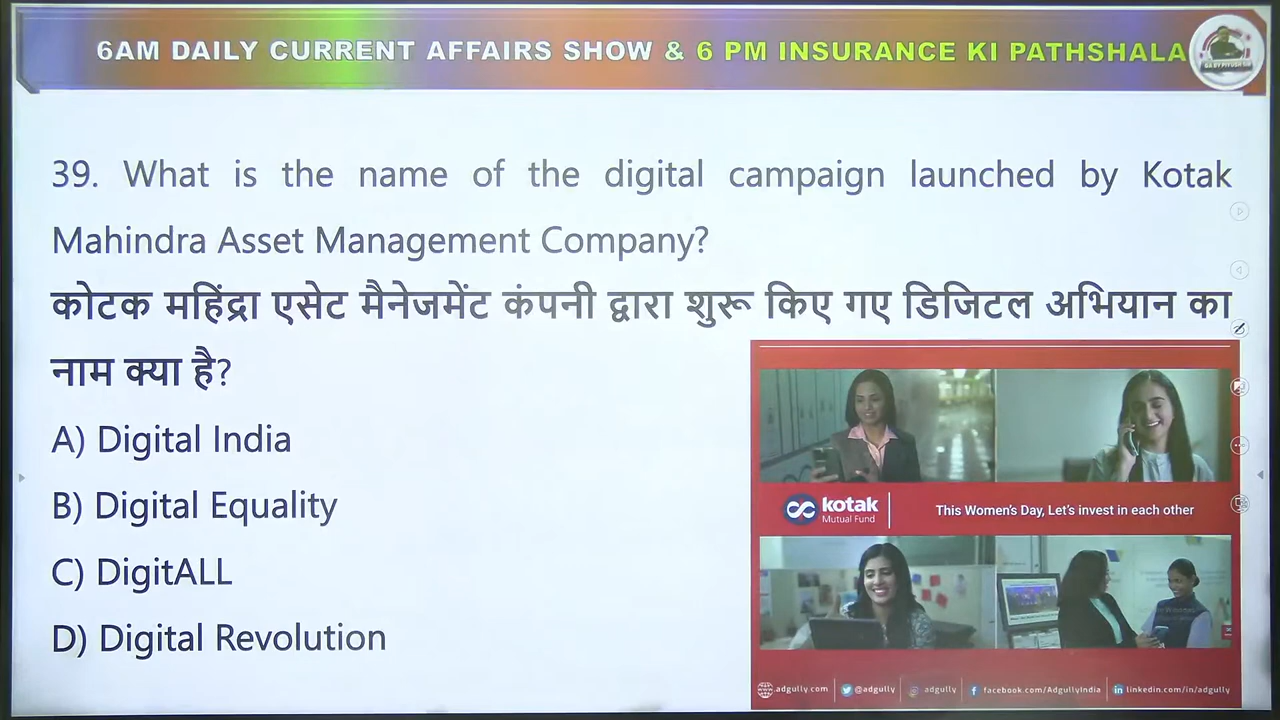 6AM DAILY CURRENT AFFAIRS SHOW & 6 PM INSURANCE KI PATHSHALA
39. What is the name of the digital campaign launched by Kotak
Mahindra Asset Management Company?
कोटक महिंद्रा एसेट मैनेजमेंट कंपनी द्वारा शुरू किए गए डिजिटल अभियान का
नाम क्या है?
A) Digital India
B) Digital Equality
C) DigitALL
D) Digital Revolution
kotak
Mutual Fund
This Women's Day, Let's invest in each other
www.adgully.com
@adgully
adgully
facebook.com/AdgullyIndia
linkedin.com/in/adgully